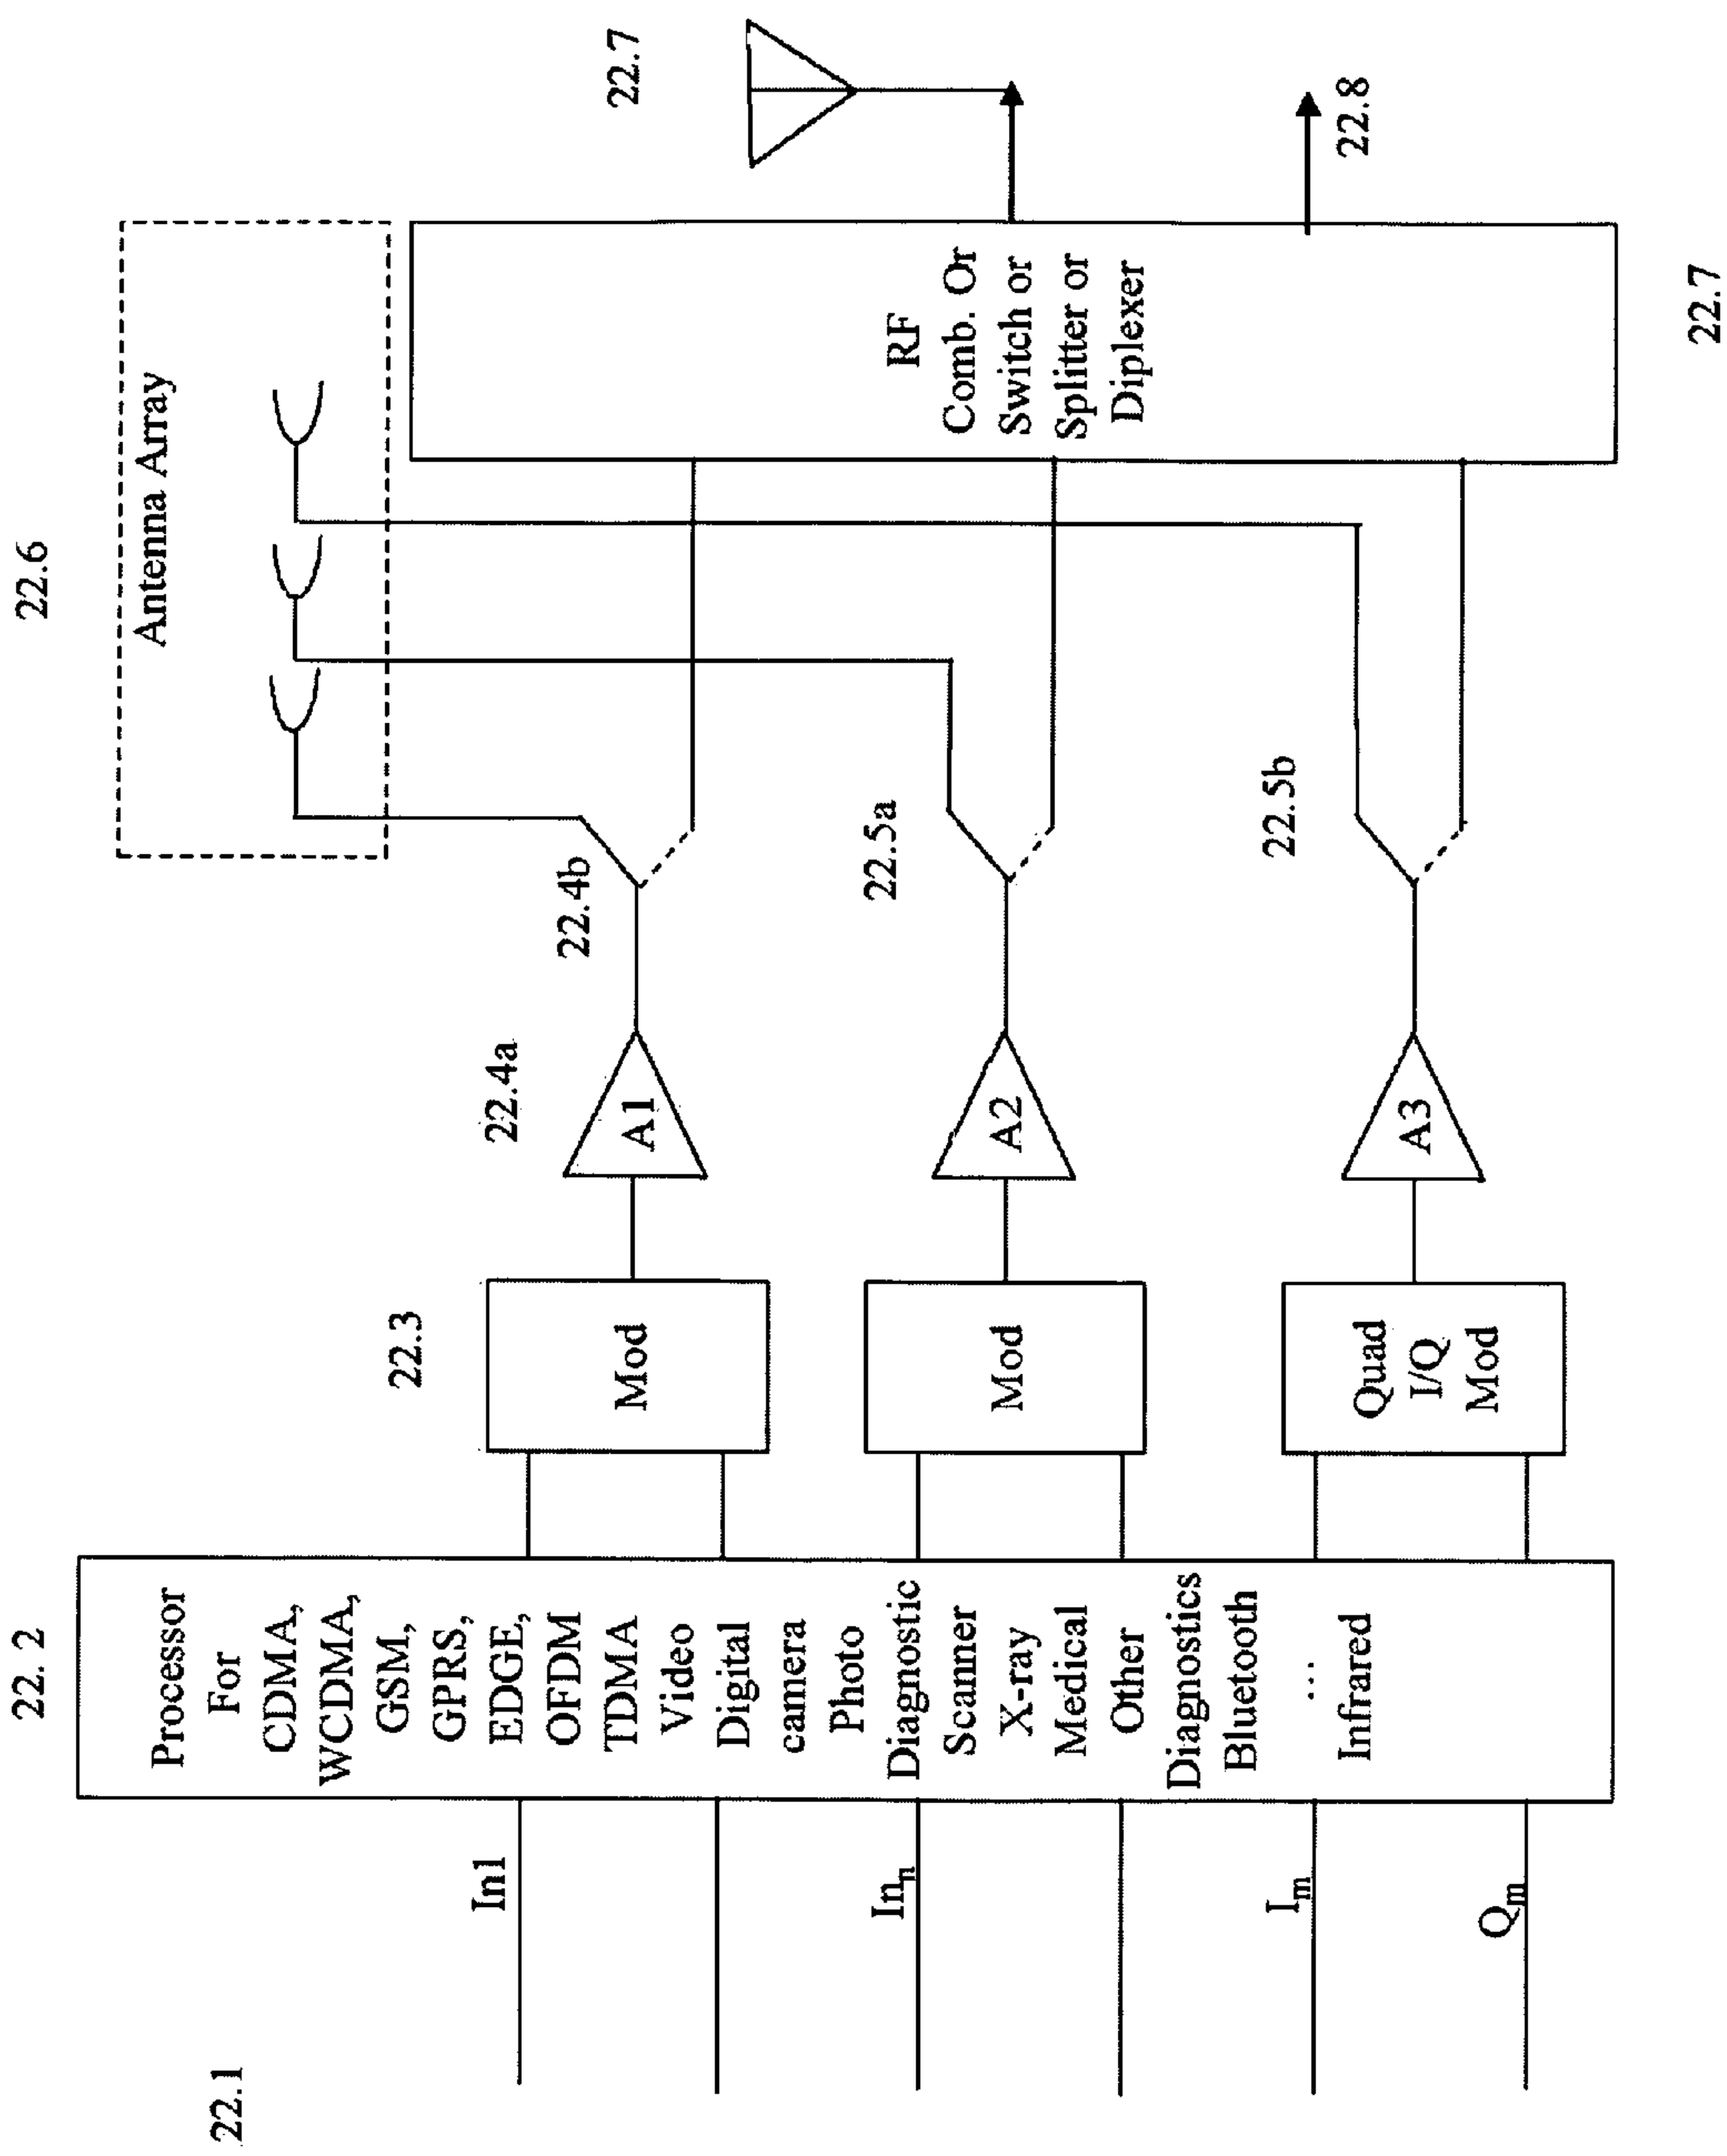 22.1
In1
In
n
I
m
Q
m
22. 2
Processor
For
CDMA,
WCDMA,
GSM,
GPRS,
EDGE,
OFDM
TDMA
Video
Digital
camera
Photo
Diagnostic
Scanner
X-ray
Medical
Other
Diagnostics
Bluetooth
...
Infrared
22.3
Mod
Mod
Quad
I/Q
Mod
22.4a
A1
A2
A3
22.4b
22.5a
22.5b
22.6
Antenna Array
RF
Comb. Or
Switch or
Splitter or
Diplexer
22.7
22.7
22.8